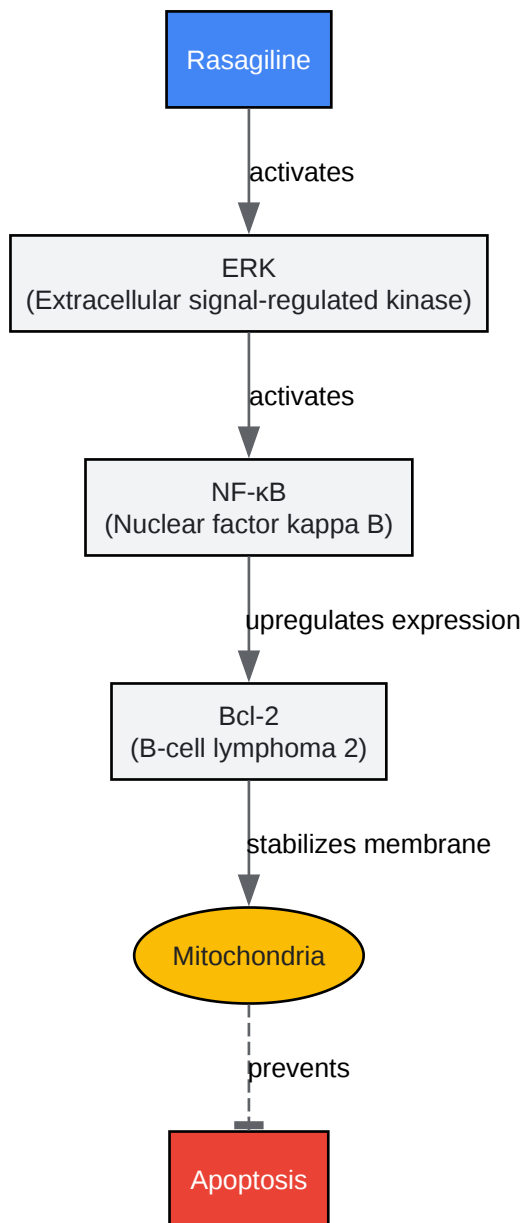 Rasagiline
activates
ERK
(Extracellular signal-regulated kinase)
activates
NF-κB
(Nuclear factor kappa B)
upregulates expression
Bcl-2
(B-cell lymphoma 2)
stabilizes membrane
Mitochondria
prevents
Apoptosis